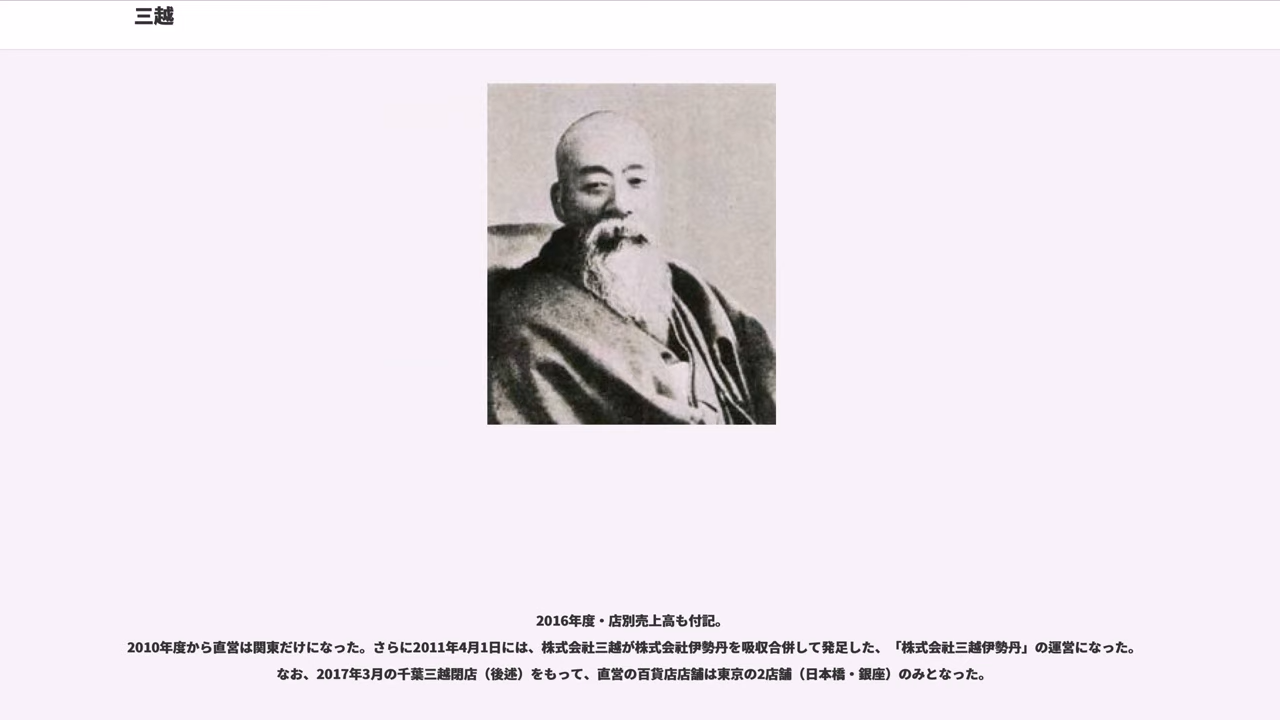 三越
2016年度・店別売上高も付記。
2010年度から直営は関東だけになった。さらに2011年4月1日には、株式会社三越が株式会社伊勢丹を吸収合併して発足した、「株式会社三越伊勢丹」の運営になった。
なお、2017年3月の千葉三越閉店（後述）をもって、直営の百貨店店舗は東京の2店舗（日本橋・銀座）のみとなった。